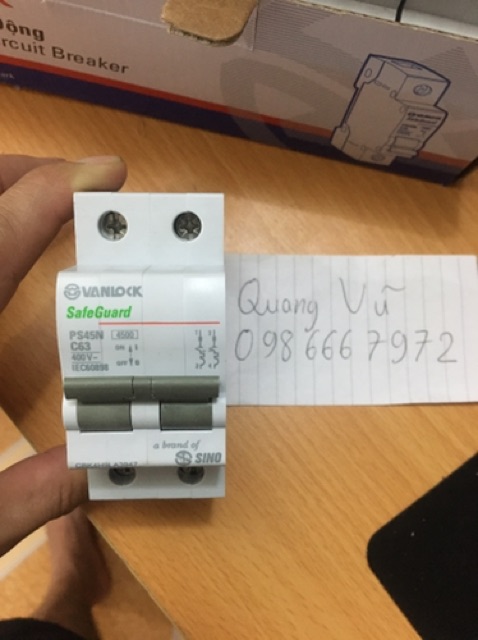 Động
rcuit Breaker
VANLOCK
SafeGuard
PS45N 4500
C63
400V~
IEC60898
a brand of
SINO
Quang Vũ
0986667972